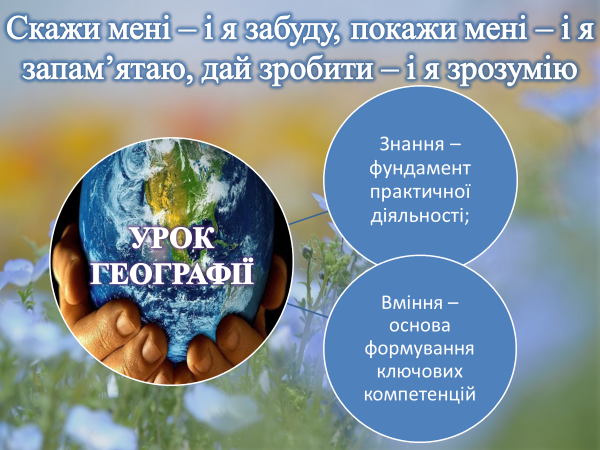 Скажи мені – і я забуду, покажи мені – і я
запам’ятаю, дай зробити – і я зрозумію
УРОК
ГЕОГРАФІЇ
Знання –
фундамент
практичної
діяльності;
Вміння –
основа
формування
ключових
компетенцій